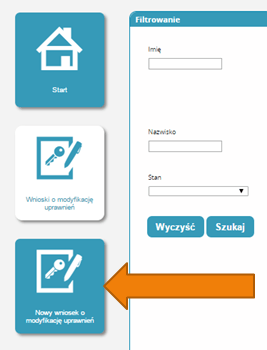 Filtrowanie
Imię
Start
Nazwisko
Stan
Wnioski o modyfikację
uprawnień
Wyczyść
Szukaj
Nowy wniosek o
modyfikację uprawnień